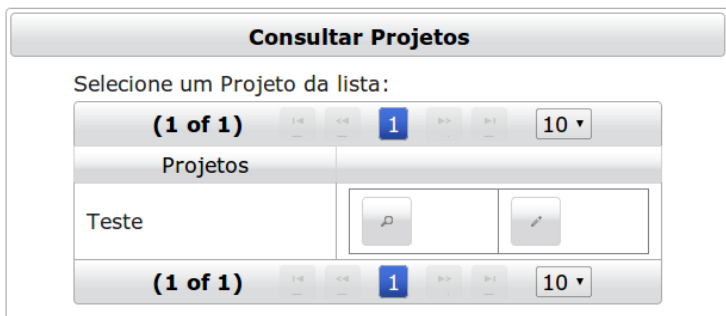 Consultar Projetos
Selecione um Projeto da lista:
(1 of 1) 1 10
Projetos
Teste
(1 of 1) 1 10